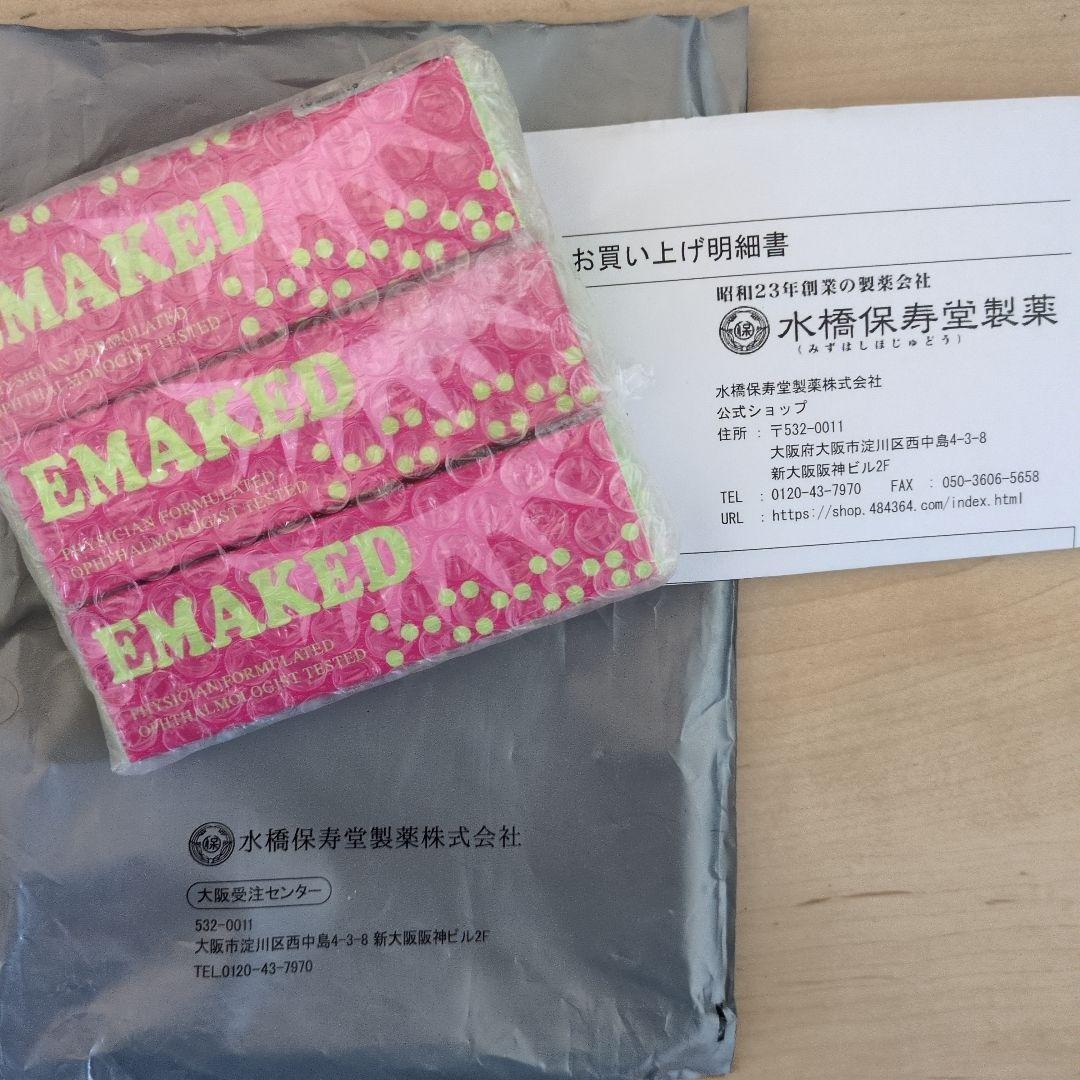 EMAKED
PHYSICIAN FORMULATED
OPHTHALMOLOGIST TESTED
EMAKED
PHYSICIAN FORMULATED
OPHTHALMOLOGIST TESTED
EMAKED
PHYSICIAN FORMULATED
OPHTHALMOLOGIST TESTED
お買い上げ明細書
昭和23年創業の製薬会社
保 水橋保寿堂製薬
(みずはしほじゅどう)
水橋保寿堂製薬株式会社
公式ショップ
住所 : 〒532-0011
大阪府大阪市淀川区西中島4-3-8
新大阪阪神ビル2F
TEL : 0120-43-7970 FAX : 050-3606-5658
URL : https://shop.484364.com/index.html
保 水橋保寿堂製薬株式会社
大阪受注センター
532-0011
大阪市淀川区西中島4-3-8 新大阪阪神ビル2F
TEL.0120-43-7970